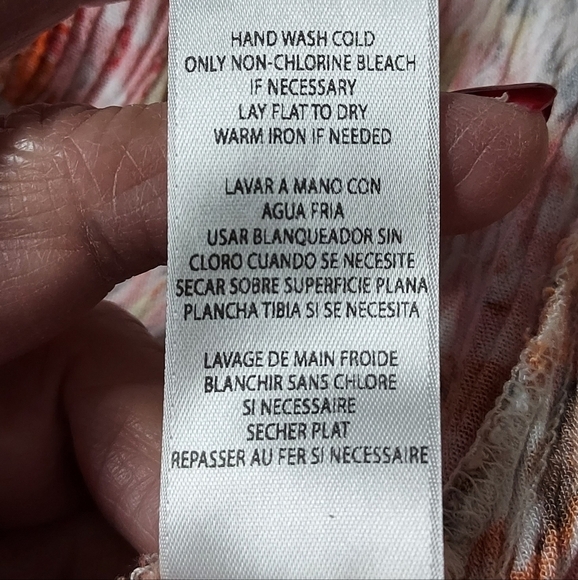 HAND WASH COLD
ONLY NON-CHLORINE BLEACH
IF NECESSARY
LAY FLAT TO DRY
WARM IRON IF NEEDED
LAVAR A MANO CON
AGUA FRIA
USAR BLANQUEADOR SIN
CLORO CUANDO SE NECESITE
SECAR SOBRE SUPERFICIE PLANA
PLANCHA TIBIA SI SE NECESITA
LAVAGE DE MAIN FROIDE
BLANCHIR SANS CHLORE
SI NECESSAIRE
SECHER PLAT
REPASSER AU FER SI NECESSAIRE